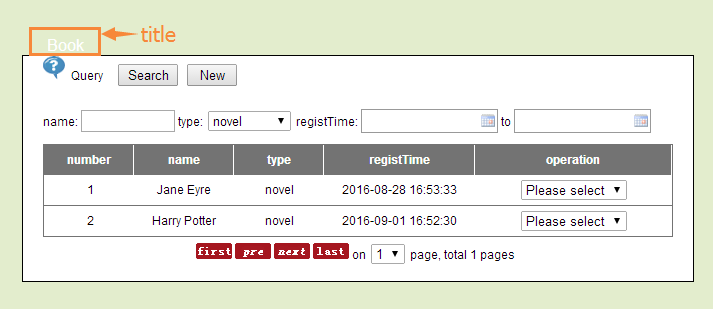 Book title
Query Search New
name: type: novel registTime: to
number name type registTime operation
1 Jane Eyre novel 2016-08-28 16:53:33 Please select
2 Harry Potter novel 2016-09-01 16:52:30 Please select
first pre next last on 1 page, total 1 pages